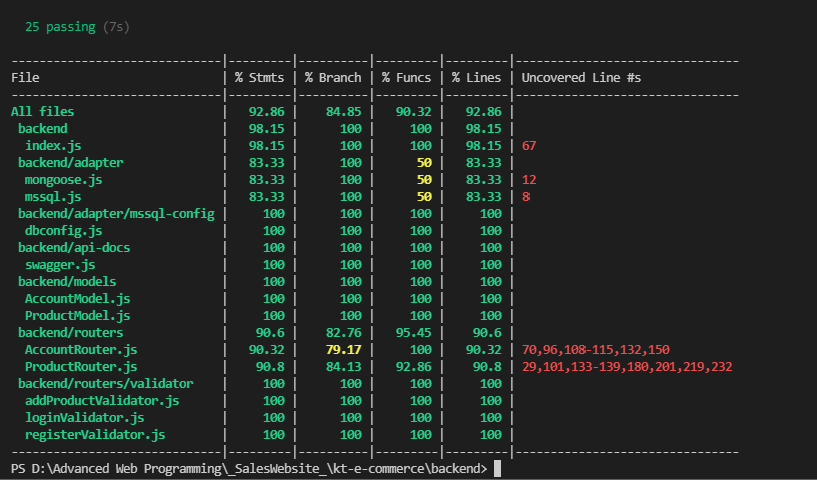 25 passing (7s)
-----------------------------|---------|----------|---------|---------|------------------------------
File                         | % Stmts | % Branch | % Funcs | % Lines | Uncovered Line #s
-----------------------------|---------|----------|---------|---------|------------------------------
All files                    |   92.86 |    84.85 |   90.32 |   92.86 |
 backend                     |   98.15 |      100 |     100 |   98.15 |
  index.js                   |   98.15 |      100 |     100 |   98.15 | 67
 backend/adapter             |   83.33 |      100 |      50 |   83.33 |
  mongoose.js                |   83.33 |      100 |      50 |   83.33 | 12
  mssql.js                   |   83.33 |      100 |      50 |   83.33 | 8
 backend/adapter/mssql-config |     100 |      100 |     100 |     100 |
  dbconfig.js                |     100 |      100 |     100 |     100 |
 backend/api-docs            |     100 |      100 |     100 |     100 |
  swagger.js                 |     100 |      100 |     100 |     100 |
 backend/models              |     100 |      100 |     100 |     100 |
  AccountModel.js            |     100 |      100 |     100 |     100 |
  ProductModel.js            |     100 |      100 |     100 |     100 |
 backend/routers             |    90.6 |    82.76 |   95.45 |    90.6 |
  AccountRouter.js           |   90.32 |    79.17 |     100 |   90.32 | 70,96,108-115,132,150
  ProductRouter.js           |    90.8 |    84.13 |   92.86 |    90.8 | 29,101,133-139,180,201,219,232
 backend/routers/validator   |     100 |      100 |     100 |     100 |
  addProductValidator.js     |     100 |      100 |     100 |     100 |
  loginValidator.js          |     100 |      100 |     100 |     100 |
  registerValidator.js       |     100 |      100 |     100 |     100 |
-----------------------------|---------|----------|---------|---------|------------------------------
PS D:\Advanced Web Programming\_SalesWebsite_\kt-e-commerce\backend>